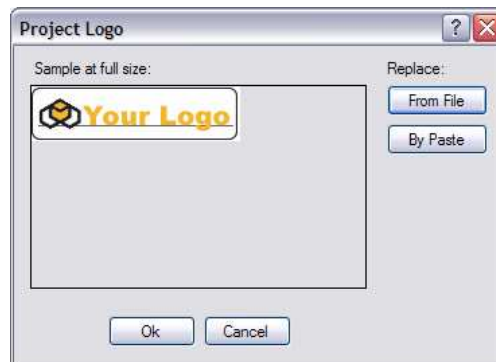 Project Logo
Sample at full size:
Replace:
Your Logo
From File
By Paste
Ok
Cancel